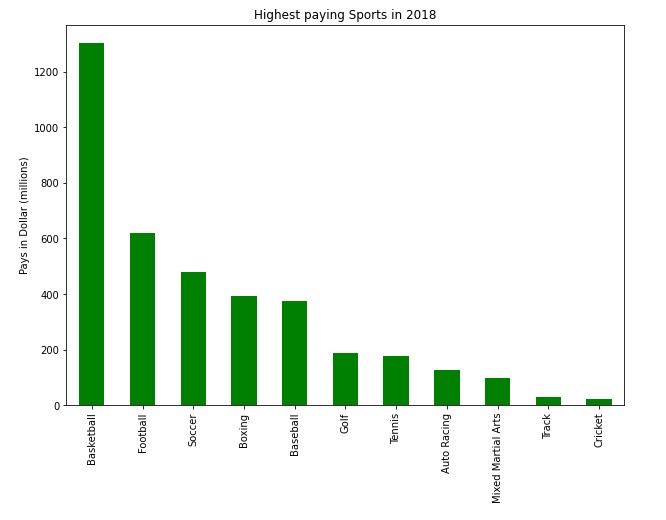 Highest paying Sports in 2018
Pays in Dollar (millions)
1200
1000
800
600
400
200
0
Basketball
Football
Soccer
Boxing
Baseball
Golf
Tennis
Auto Racing
Mixed Martial Arts
Track
Cricket